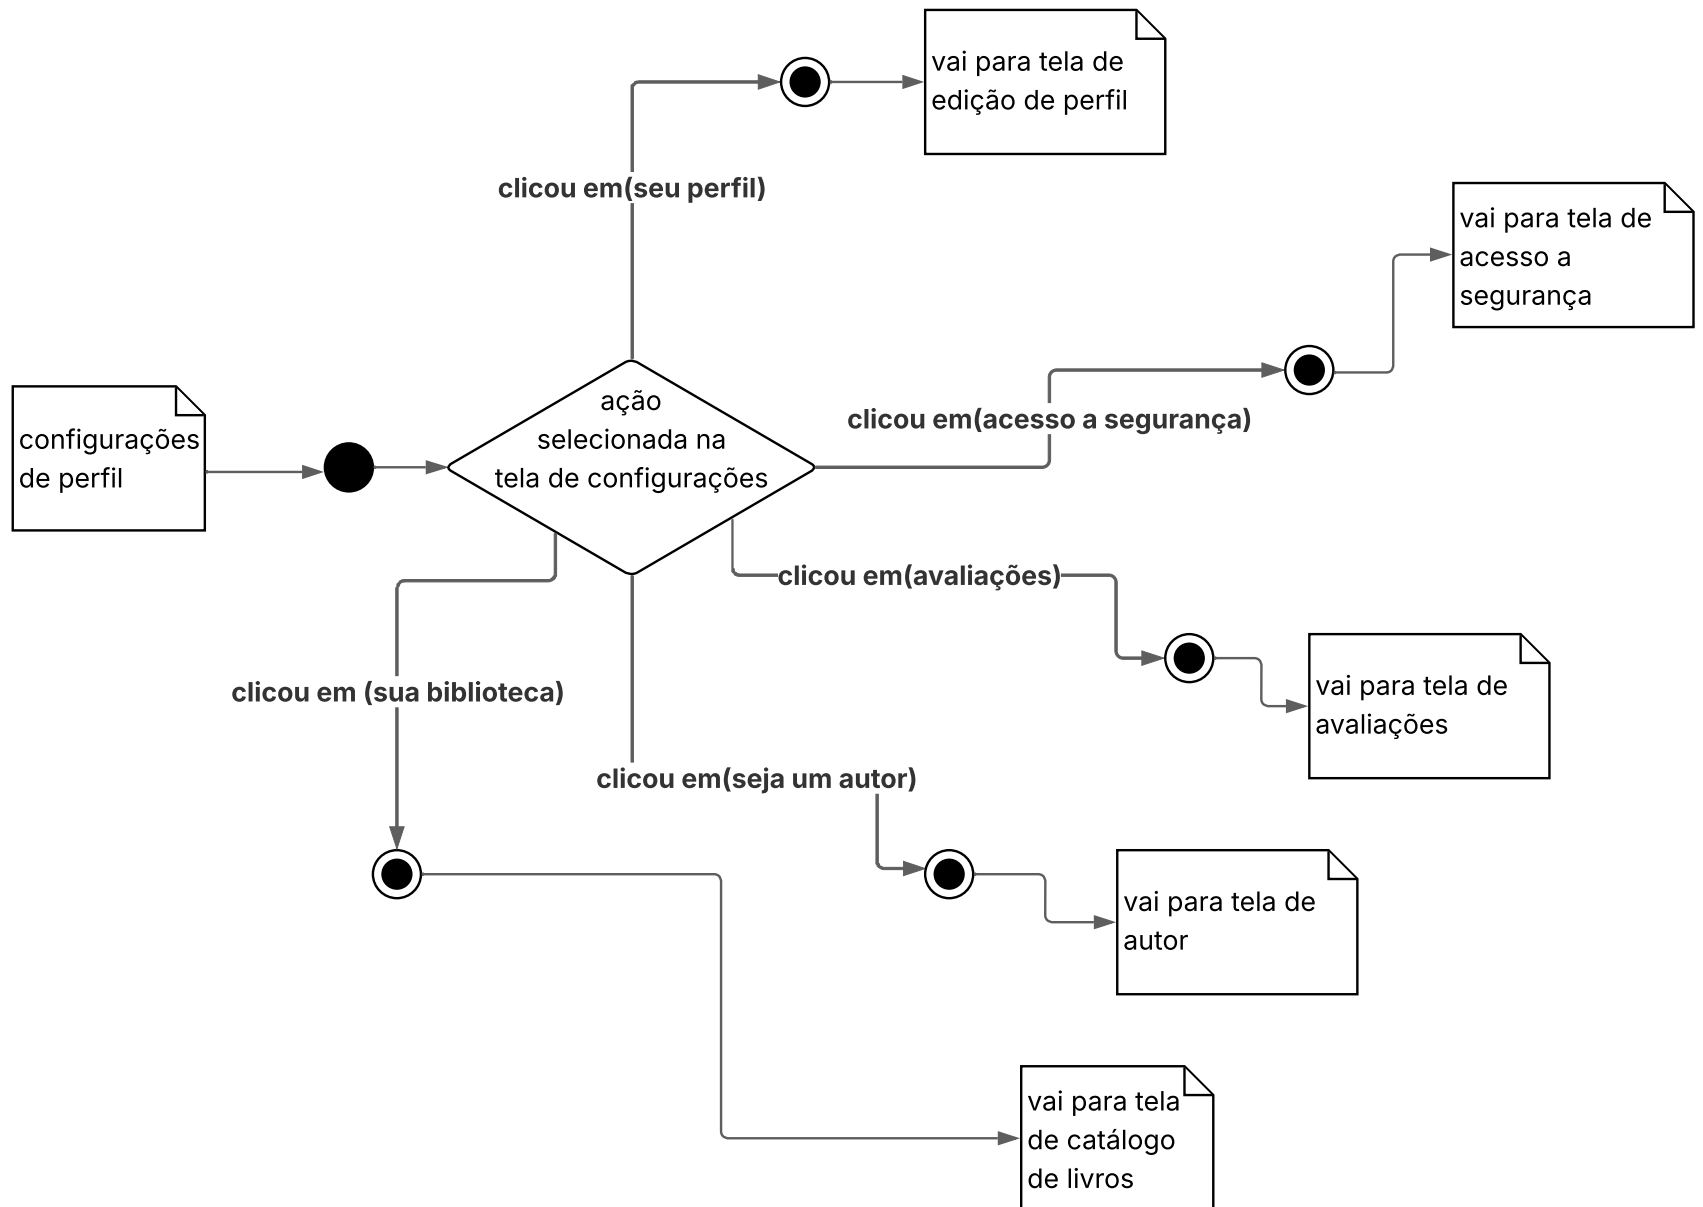 vai para tela de
edição de perfil
clicou em(seu perfil)
vai para tela de
acesso a
segurança
configurações
de perfil
ação
selecionada na
tela de configurações
clicou em(acesso a segurança)
clicou em(avaliações)
vai para tela de
avaliações
clicou em (sua biblioteca)
clicou em(seja um autor)
vai para tela de
autor
vai para tela
de catálogo
de livros